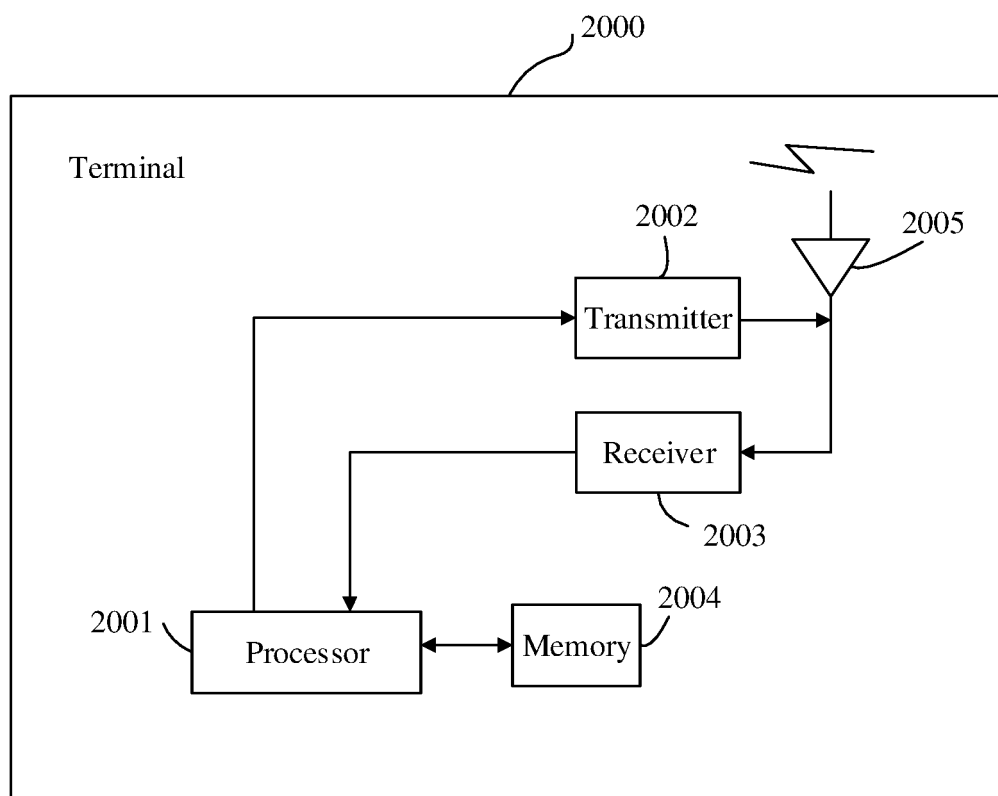 2000
Terminal
2002
2005
Transmitter
Receiver
2003
2001
2004
Processor
Memory